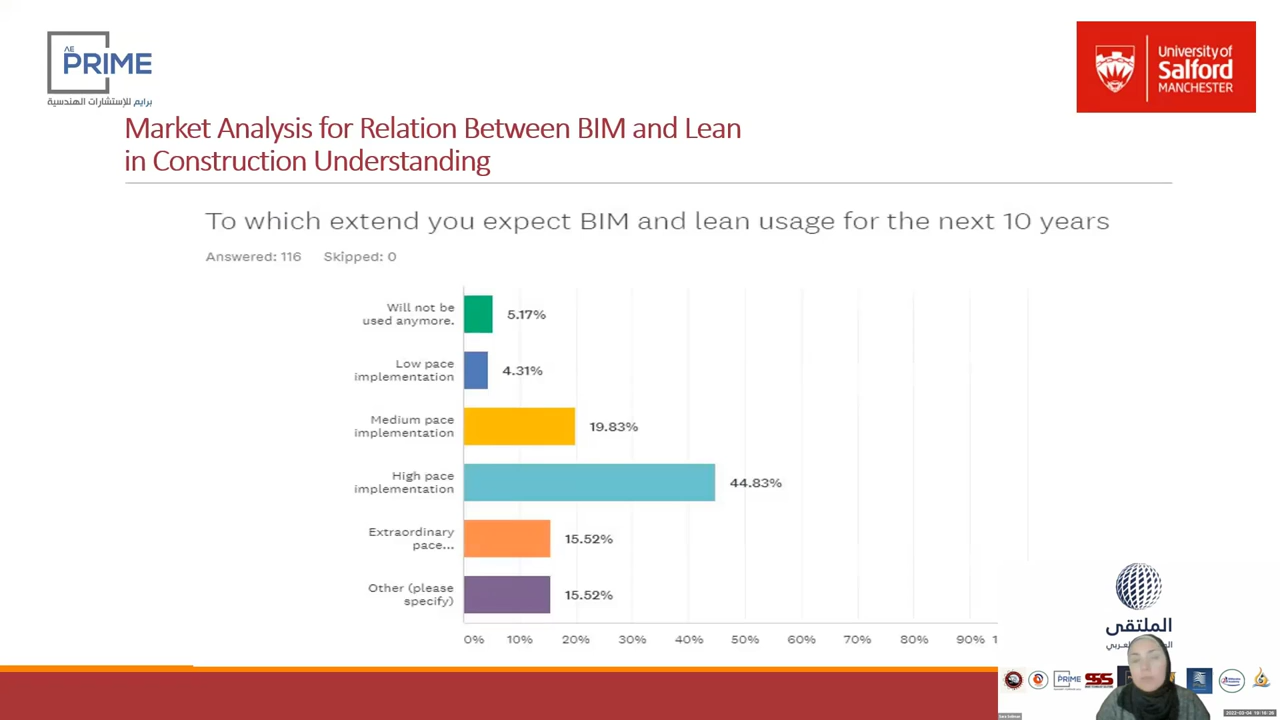 AE
PRIME
برايم للإستشارات الهندسية
University of
Salford
MANCHESTER
Market Analysis for Relation Between BIM and Lean
in Construction Understanding
To which extend you expect BIM and lean usage for the next 10 years
Answered: 116 Skipped: 0
Will not be
used anymore.
5.17%
Low pace
implementation
4.31%
Medium pace
implementation
19.83%
High pace
implementation
44.83%
Extraordinary
pace...
15.52%
Other (please
specify)
15.52%
0% 10% 20% 30% 40% 50% 60% 70% 80% 90% 1
الملتقى
PRIME